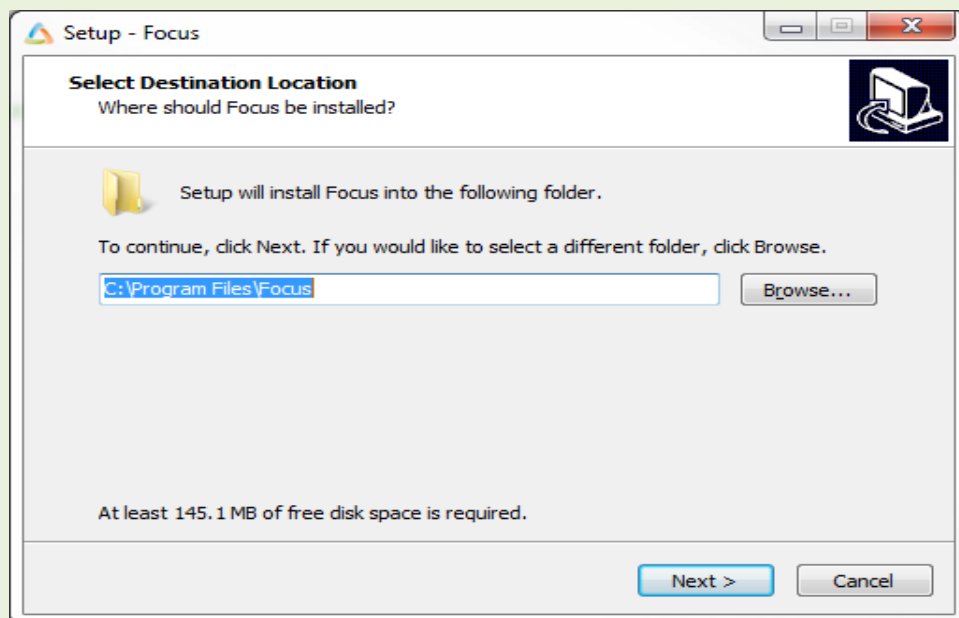 Setup - Focus
Select Destination Location
Where should Focus be installed?
Setup will install Focus into the following folder.
To continue, click Next. If you would like to select a different folder, click Browse.
C:\Program Files\Focus
Browse...
At least 145.1 MB of free disk space is required.
Next >
Cancel